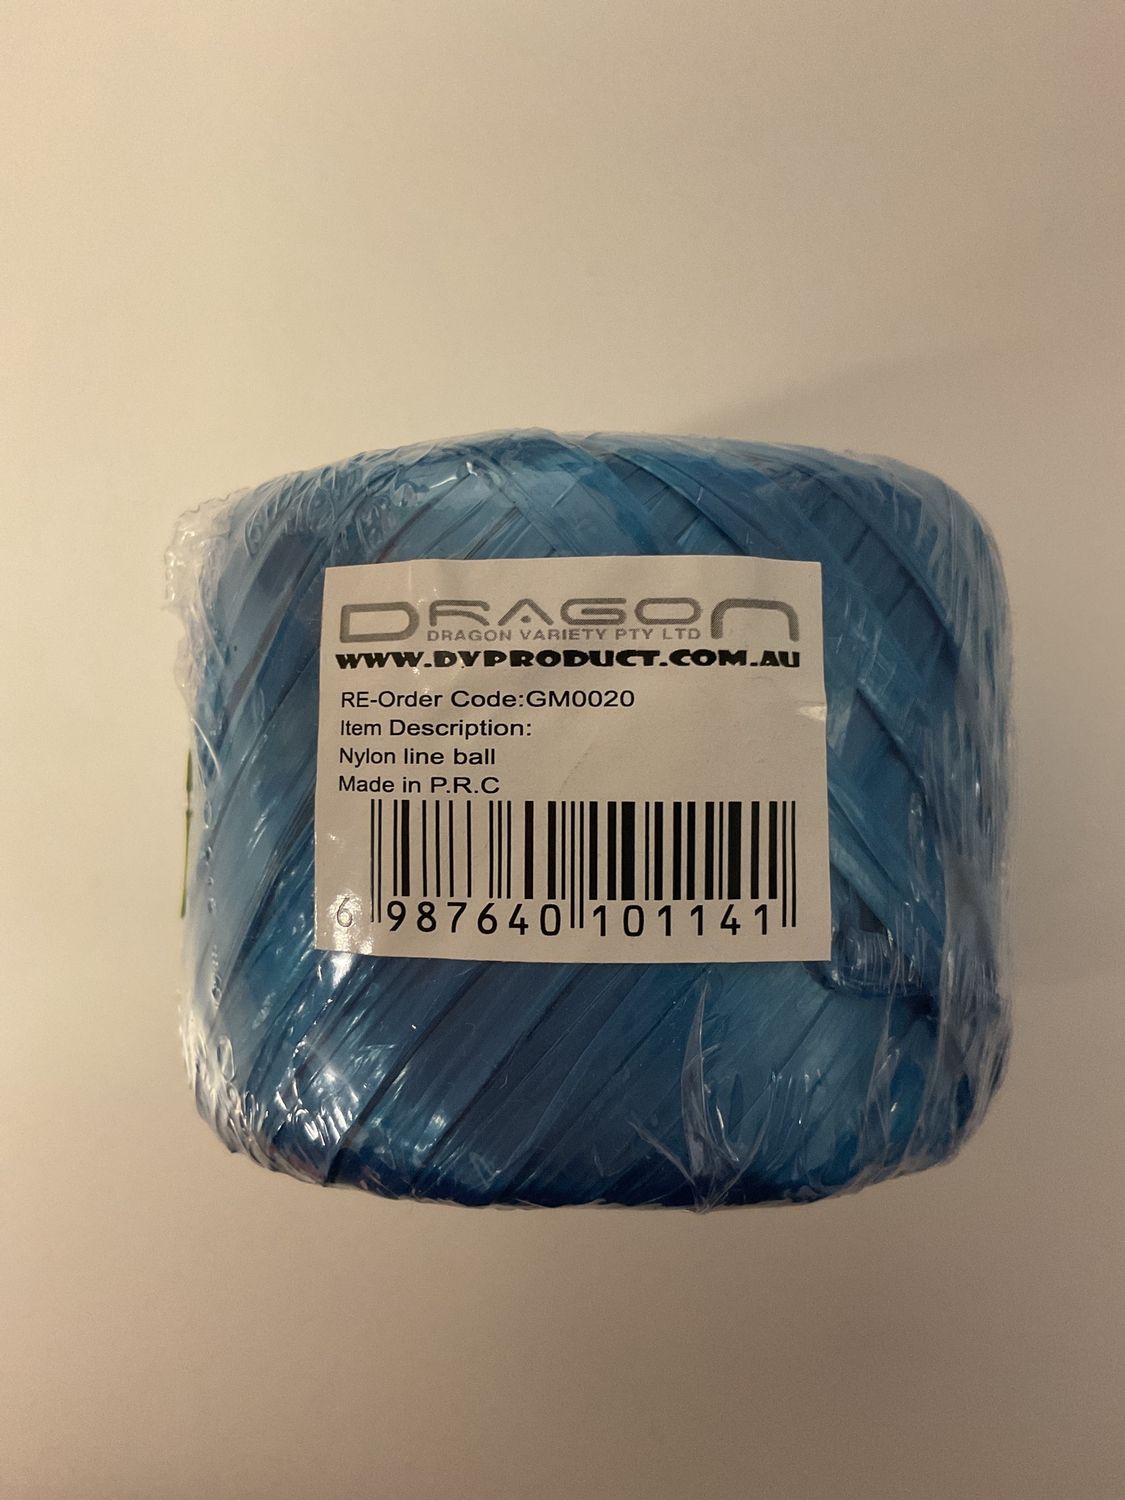 DRAGON
DRAGON VARIETY PTY LTD
WWW.DVPRODUCT.COM.AU
RE-Order Code:GM0020
Item Description:
Nylon line ball
Made in P.R.C
6 987640 101141